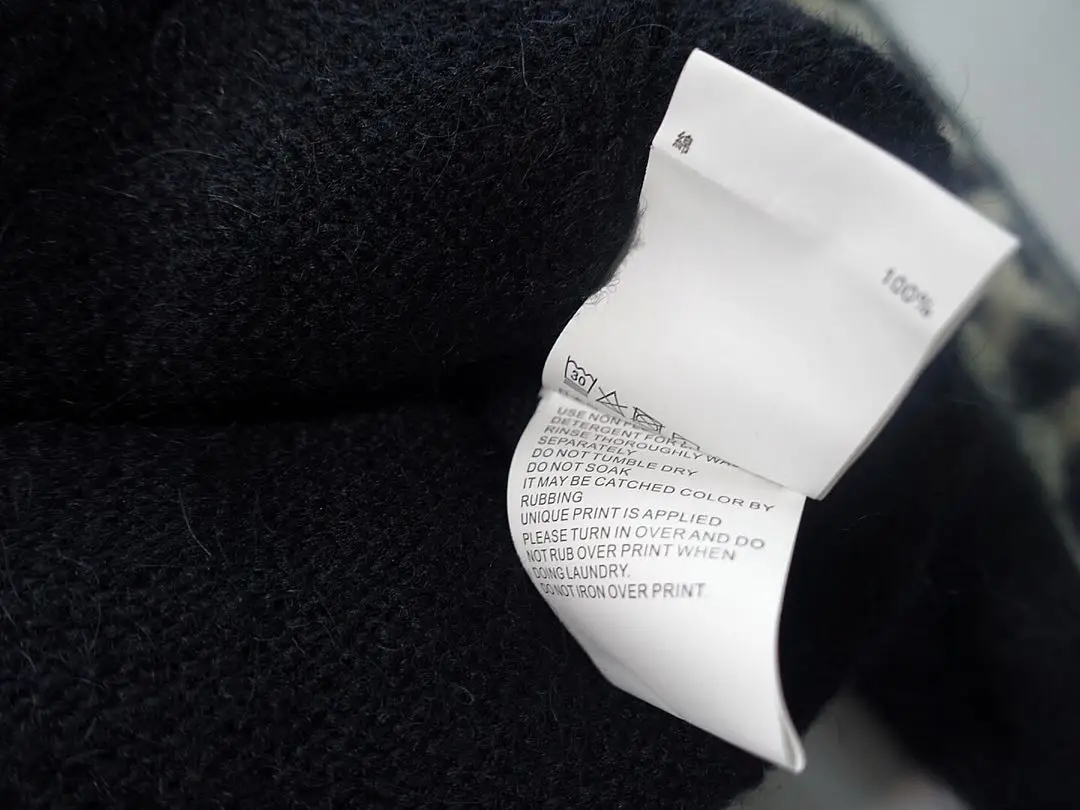 綿 100%
30
USE NON
DETERGENT FOR
RINSE THOROUGHLY
SEPARATELY
DO NOT TUMBLE DRY
DO NOT SOAK
IT MAY BE CATCHED COLOR BY
RUBBING
UNIQUE PRINT IS APPLIED
PLEASE TURN IN OVER AND DO
NOT RUB OVER PRINT WHEN
DOING LAUNDRY.
DO NOT IRON OVER PRINT